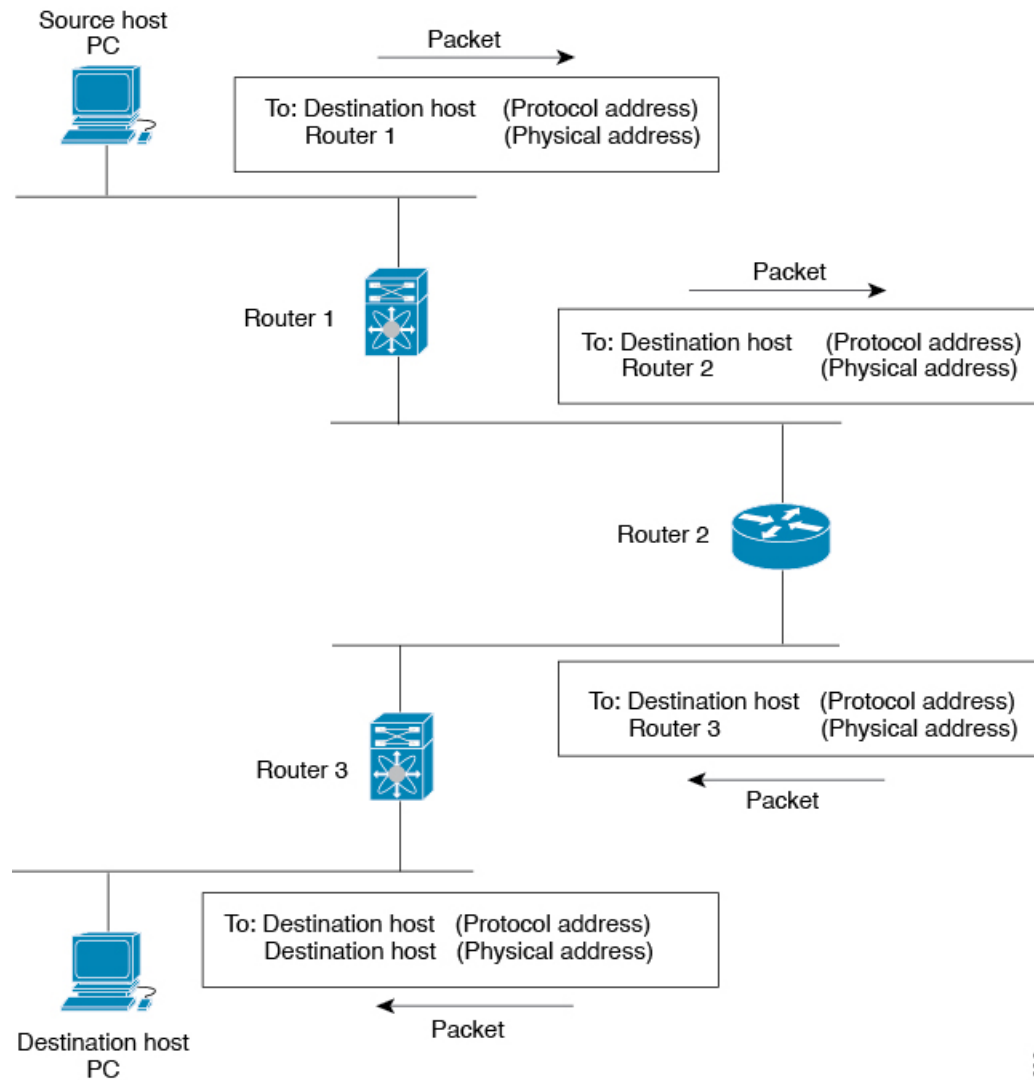 Source host
PC
Packet
To: Destination host (Protocol address)
Router 1 (Physical address)
Router 1
Packet
To: Destination host (Protocol address)
Router 2 (Physical address)
Router 2
To: Destination host (Protocol address)
Router 3 (Physical address)
Packet
Router 3
To: Destination host (Protocol address)
Destination host (Physical address)
Packet
Destination host
PC